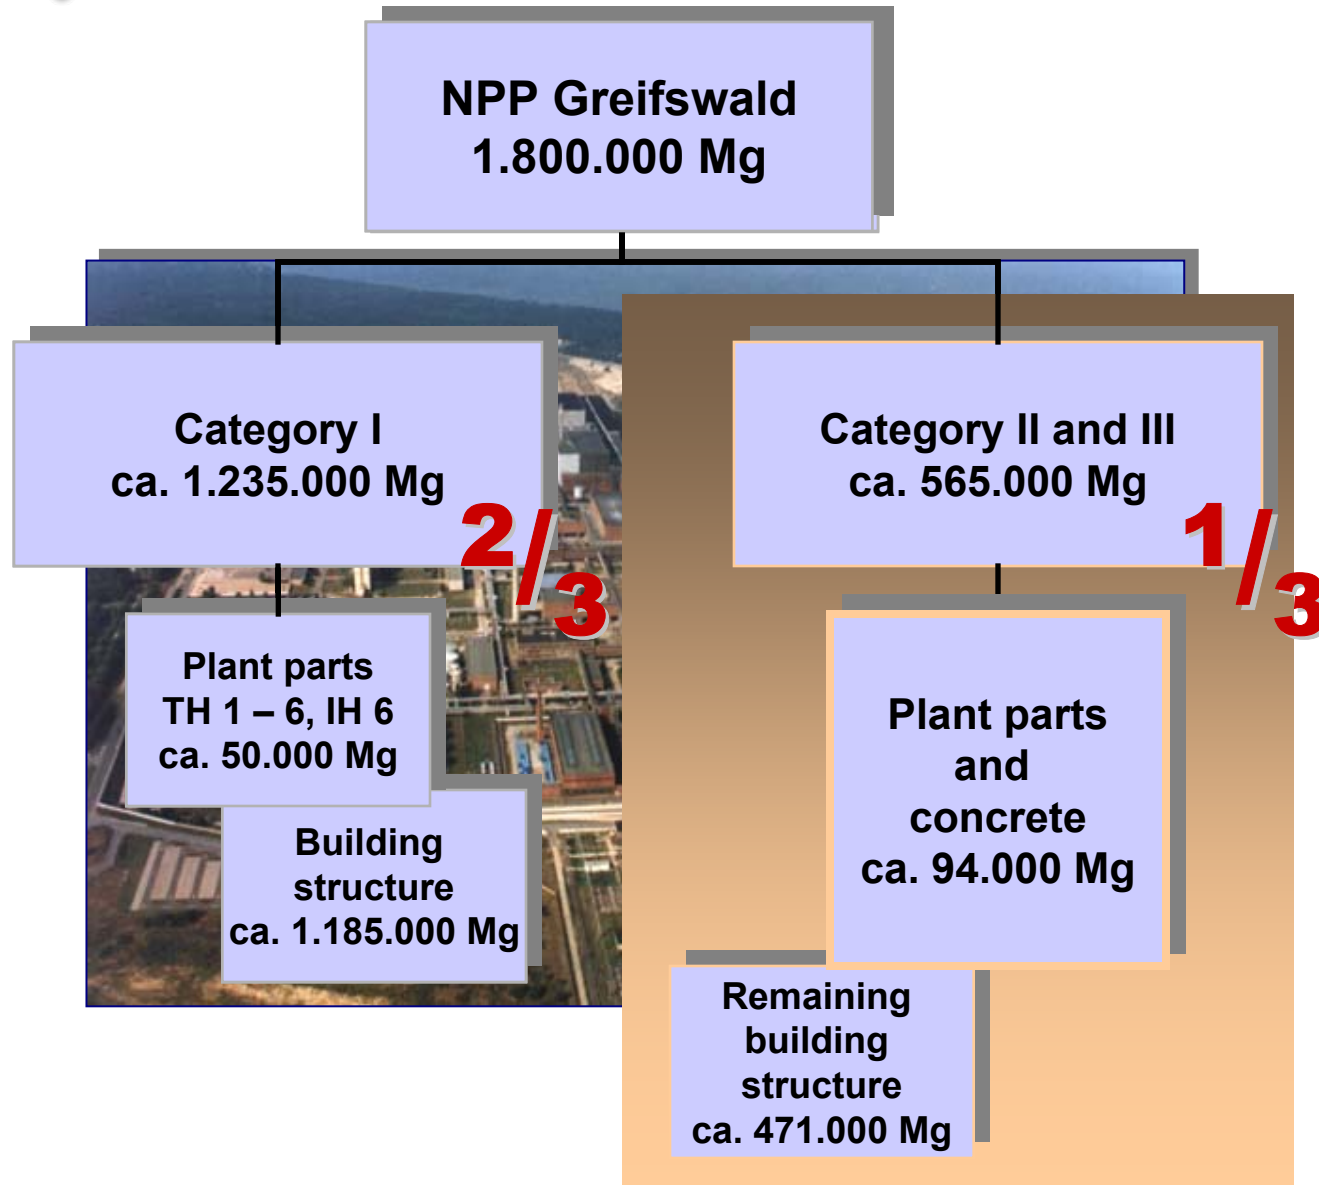 NPP Greifswald
1.800.000 Mg
Category I
ca. 1.235.000 Mg
2/3
Category II and III
ca. 565.000 Mg
1/3
Plant parts
TH 1 – 6, IH 6
ca. 50.000 Mg
Building
structure
ca. 1.185.000 Mg
Plant parts
and
concrete
ca. 94.000 Mg
Remaining
building
structure
ca. 471.000 Mg